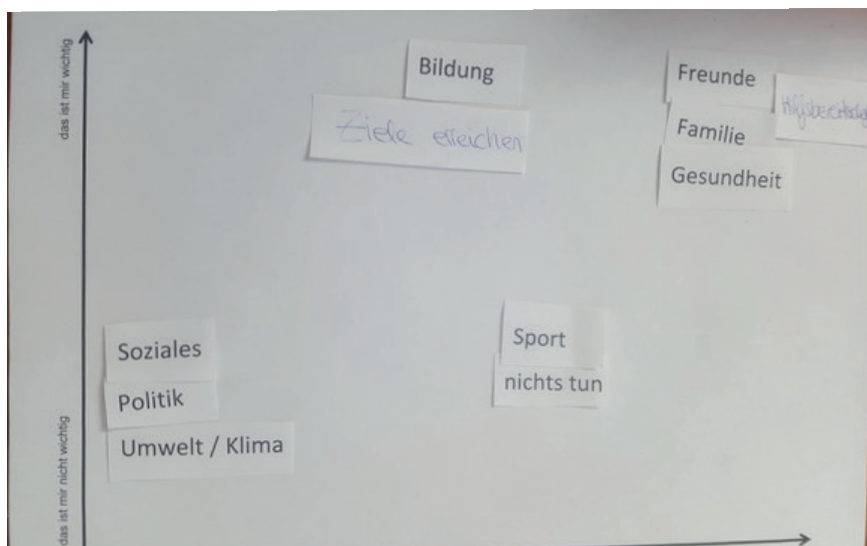 das ist mir wichtig
Bildung
Ziele erreichen
Freunde
Familie
Gesundheit
Soziales
Politik
Umwelt / Klima
Sport
nichts tun
das ist mir nicht wichtig